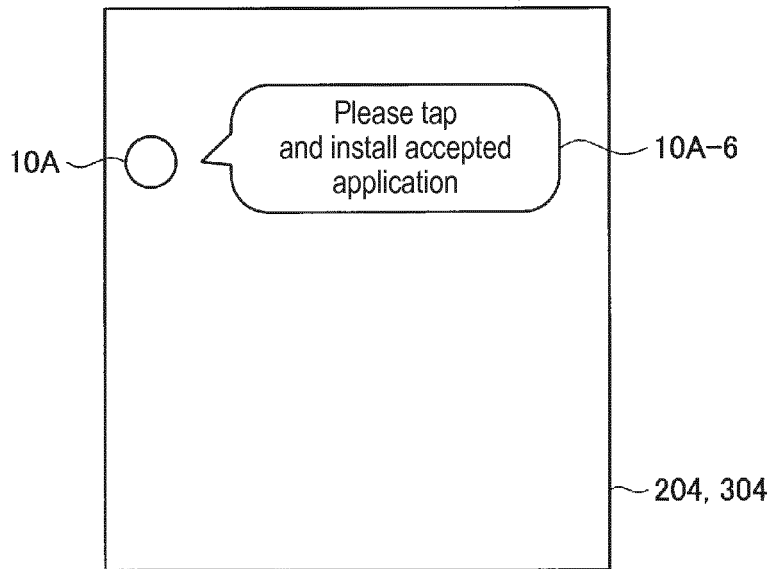 Please tap
and install accepted
application
10A
10A-6
204, 304